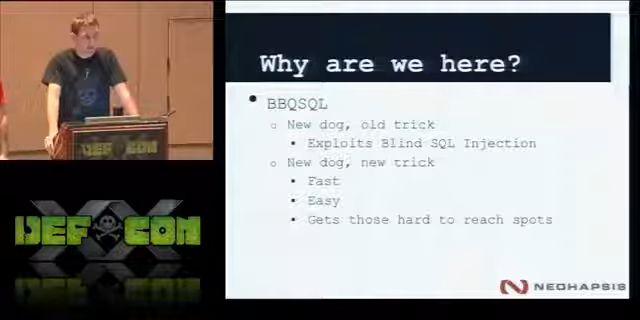 Why are we here?
• BBQSQL
○ New dog, old trick
▪ Exploits Blind SQL Injection
○ New dog, new trick
▪ Fast
▪ Easy
▪ Gets those hard to reach spots
NEOHAPSIS
DEF CON
DEF CON
XX